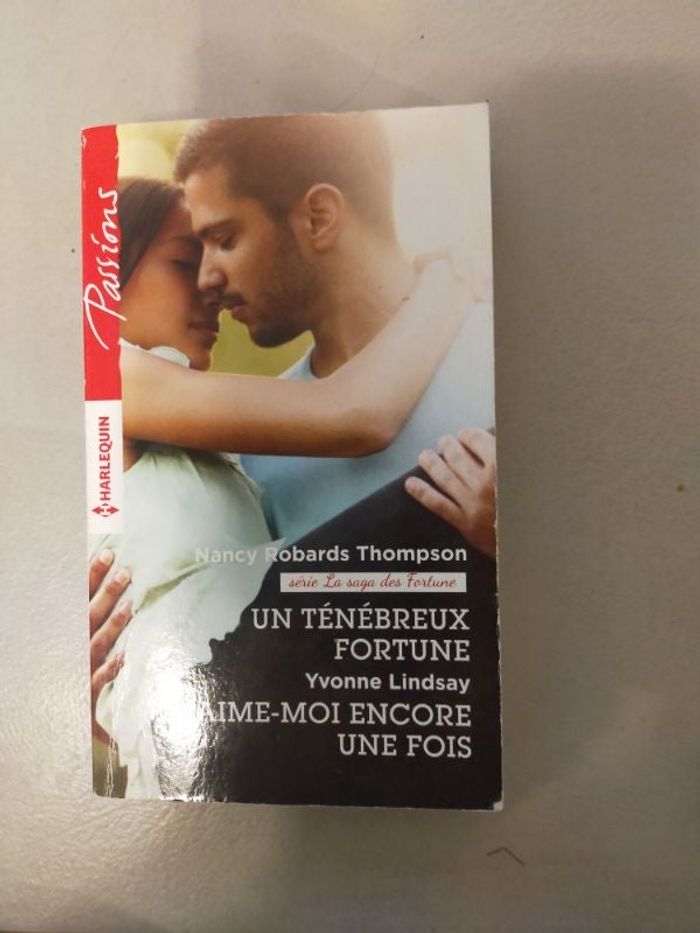 Passions
HARLEQUIN
Nancy Robards Thompson
série La saga des Fortune
UN TÉNÉBREUX
FORTUNE
Yvonne Lindsay
AIME-MOI ENCORE
UNE FOIS